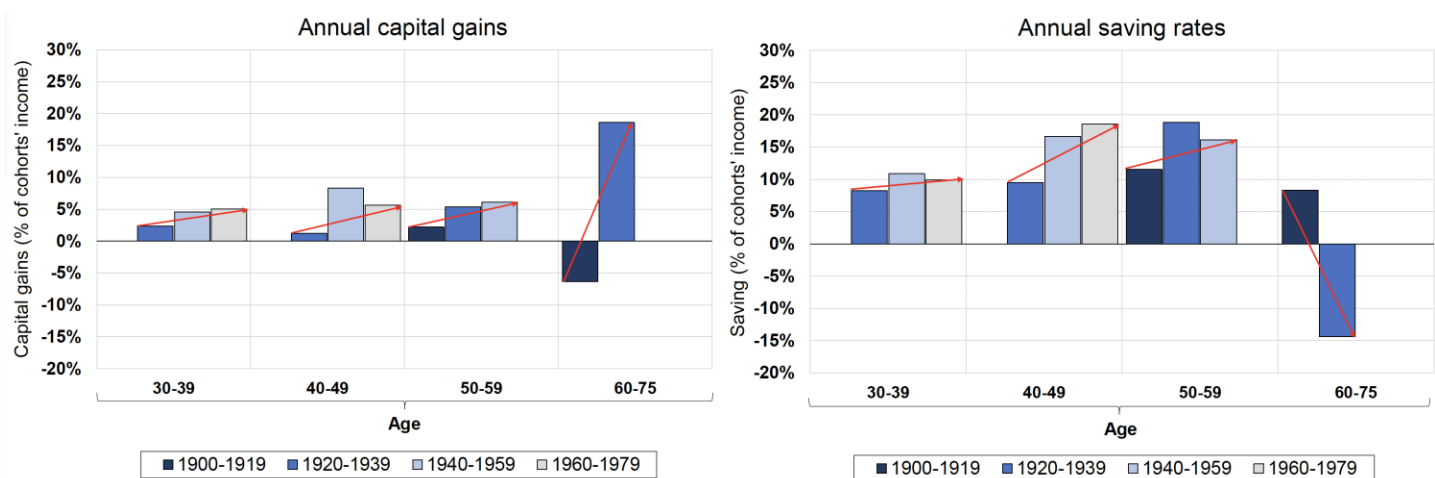 Annual capital gains
Capital gains (% of cohorts' income)
30%
25%
20%
15%
10%
5%
0%
-5%
-10%
-15%
-20%
30-39 40-49 50-59 60-75
Age
1900-1919 1920-1939 1940-1959 1960-1979
Annual saving rates
Saving (% of cohorts' income)
30%
25%
20%
15%
10%
5%
0%
-5%
-10%
-15%
-20%
30-39 40-49 50-59 60-75
Age
1900-1919 1920-1939 1940-1959 1960-1979